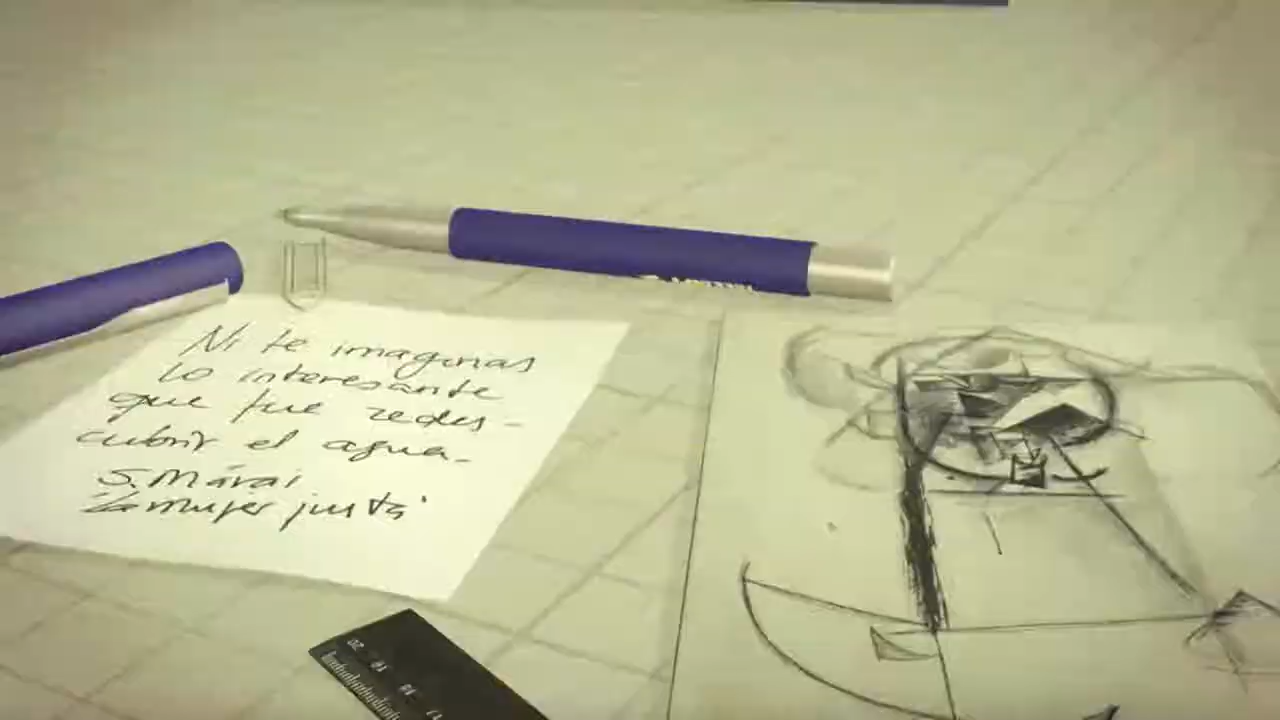 Ni te imaginas
lo interesante
que fue redes-
cubrir el agua.
S. Márai
"La mujer justa"